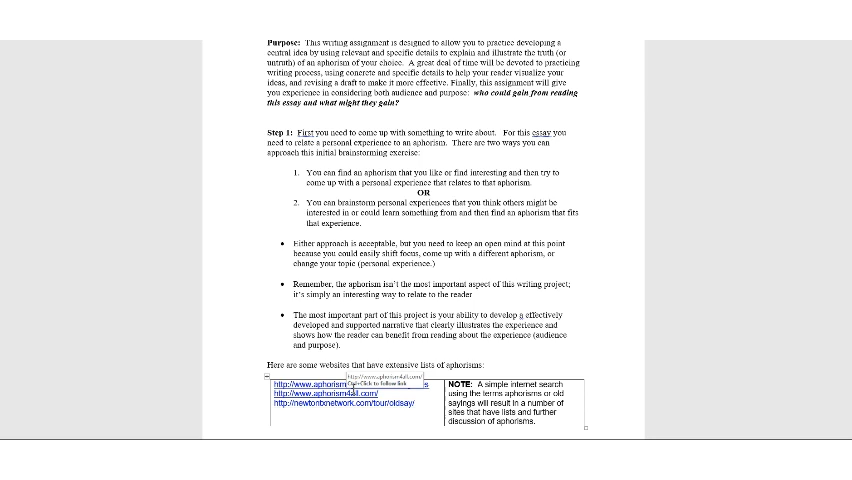 Purpose: This writing assignment is designed to allow you to practice developing a
central idea by using relevant and specific details to explain and illustrate the truth (or
untruth) of an aphorism of your choice. A great deal of time will be devoted to practicing
writing process, using concrete and specific details to help your reader visualize your
ideas, and revising a draft to make it more effective. Finally, this assignment will give
you experience in considering both audience and purpose: who could gain from reading
this essay and what might they gain?
Step 1: First you need to come up with something to write about. For this essay you
need to relate a personal experience to an aphorism. There are two ways you can
approach this initial brainstorming exercise:
1. You can find an aphorism that you like or find interesting and then try to
come up with a personal experience that relates to that aphorism.
OR
2. You can brainstorm personal experiences that you think others might be
interested in or could learn something from and then find an aphorism that fits
that experience.
• Either approach is acceptable, but you need to keep an open mind at this point
because you could easily shift focus, come up with a different aphorism, or
change your topic (personal experience.)
• Remember, the aphorism isn't the most important aspect of this writing project;
it's simply an interesting way to relate to the reader
• The most important part of this project is your ability to develop a effectively
developed and supported narrative that clearly illustrates the experience and
shows how the reader can benefit from reading about the experience (audience
and purpose).
Here are some websites that have extensive lists of aphorisms:
http://www.aphorism4all.com/
Ctrl+Click to follow link
http://www.aphorism
http://www.aphorism4all.com/
http://newtontxnetwork.com/tour/oldsay/
NOTE: A simple internet search
using the terms aphorisms or old
sayings will result in a number of
sites that have lists and further
discussion of aphorisms.